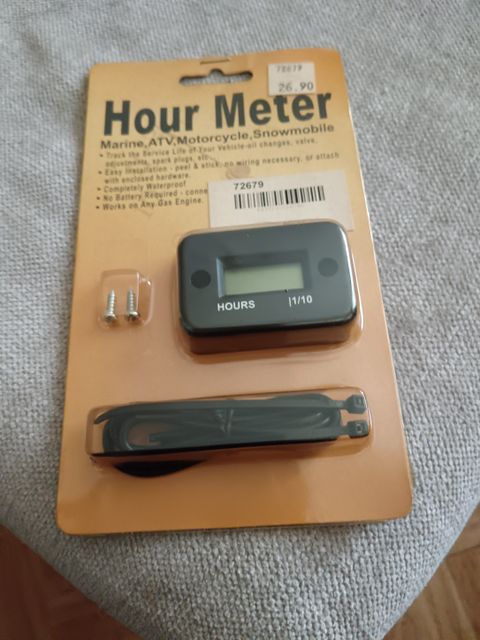 72679
26.90
Hour Meter
Marine,ATV,Motorcycle,Snowmobile
• Track the Service Life of Your Vehicle-oil changes, valve,
adjustments, spark plugs, etc
• Easy Installation - peel & stick, no wiring necessary, or attach
with enclosed hardware.
• Completely Waterproof
• No Battery Required - conne
• Works on Any Gas Engine.
72679
HOURS
1/10